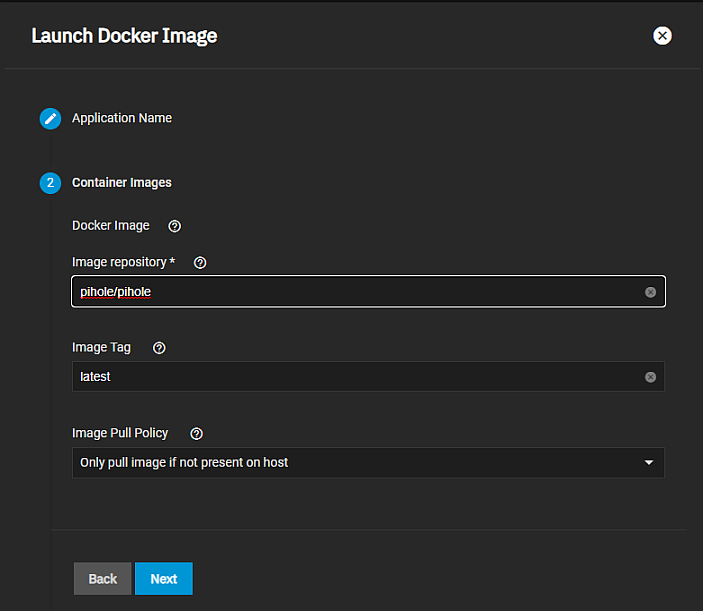 Launch Docker Image
Application Name
2 Container Images
Docker Image
Image repository *
pihole/pihole
Image Tag
latest
Image Pull Policy
Only pull image if not present on host
Back Next